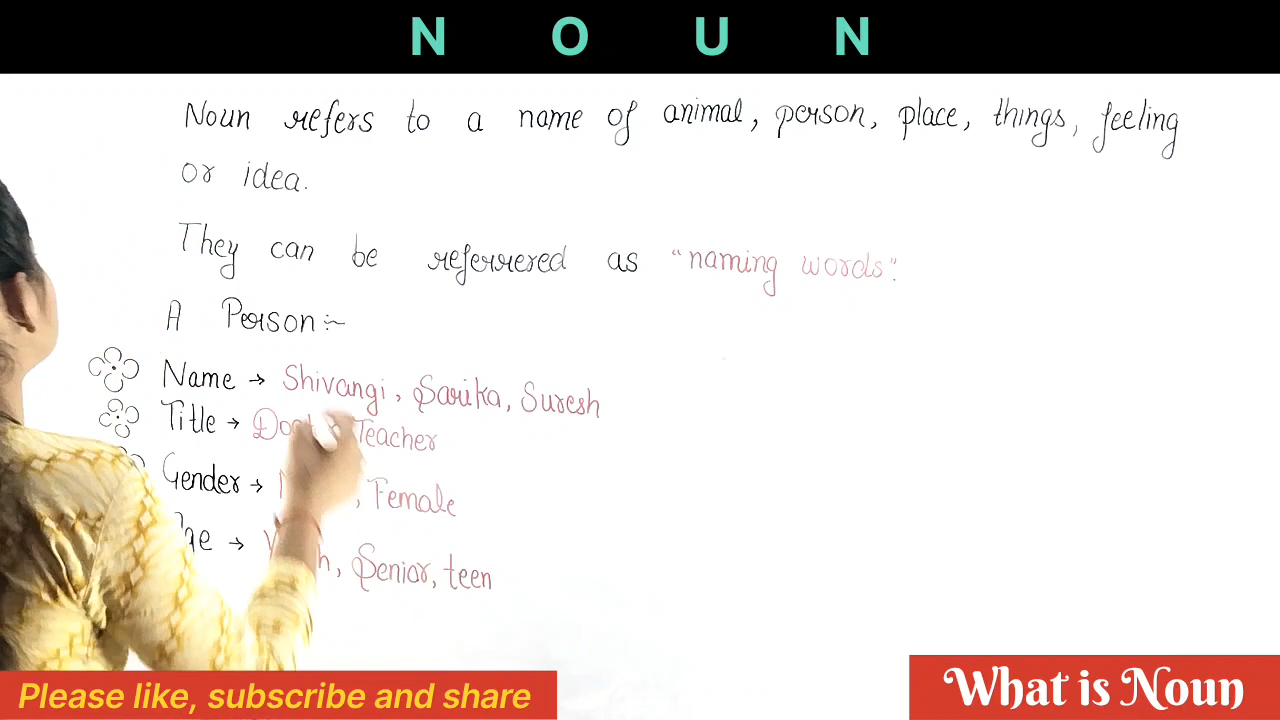 N O U N
Noun refers to a name of animal, person, place, things, feeling
or idea.
They can be referrered as "naming words".
A Person:-
Name → Shivangi, Sarika, Suresh
Title → Teacher
Gender → , Female
→ , Senior, teen
Please like, subscribe and share
What is Noun